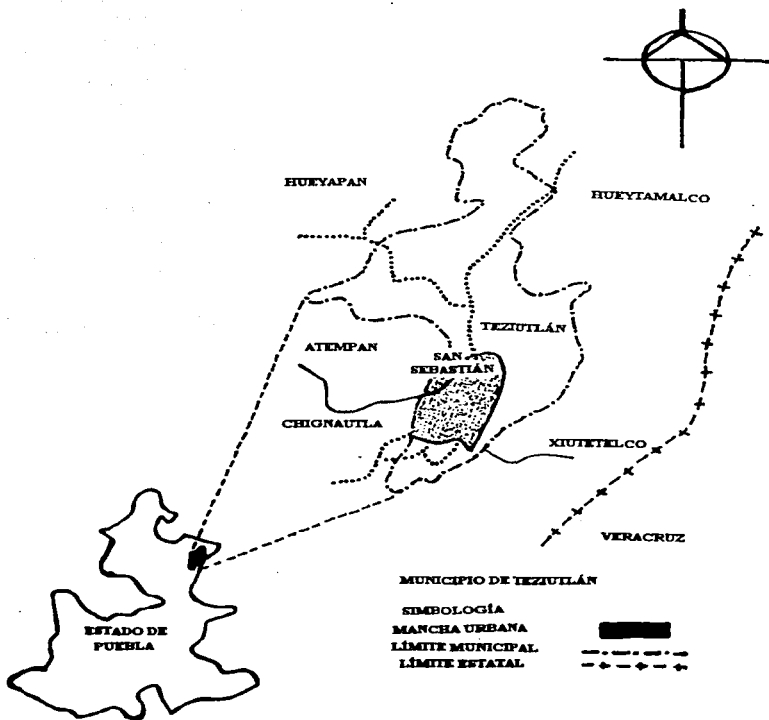 HUEYAPAN
HUEYTAMALCO
TEZIUTLÁN
ATEMPAN
SAN
SEBASTIÁN
CHIGNAUTLA
XIUTETELCO
VERACRUZ
ESTADO DE
PUEBLA
MUNICIPIO DE TEZIUTLÁN
SIMBOLOGÍA
MANCHA URBANA
LÍMITE MUNICIPAL
LÍMITE ESTATAL